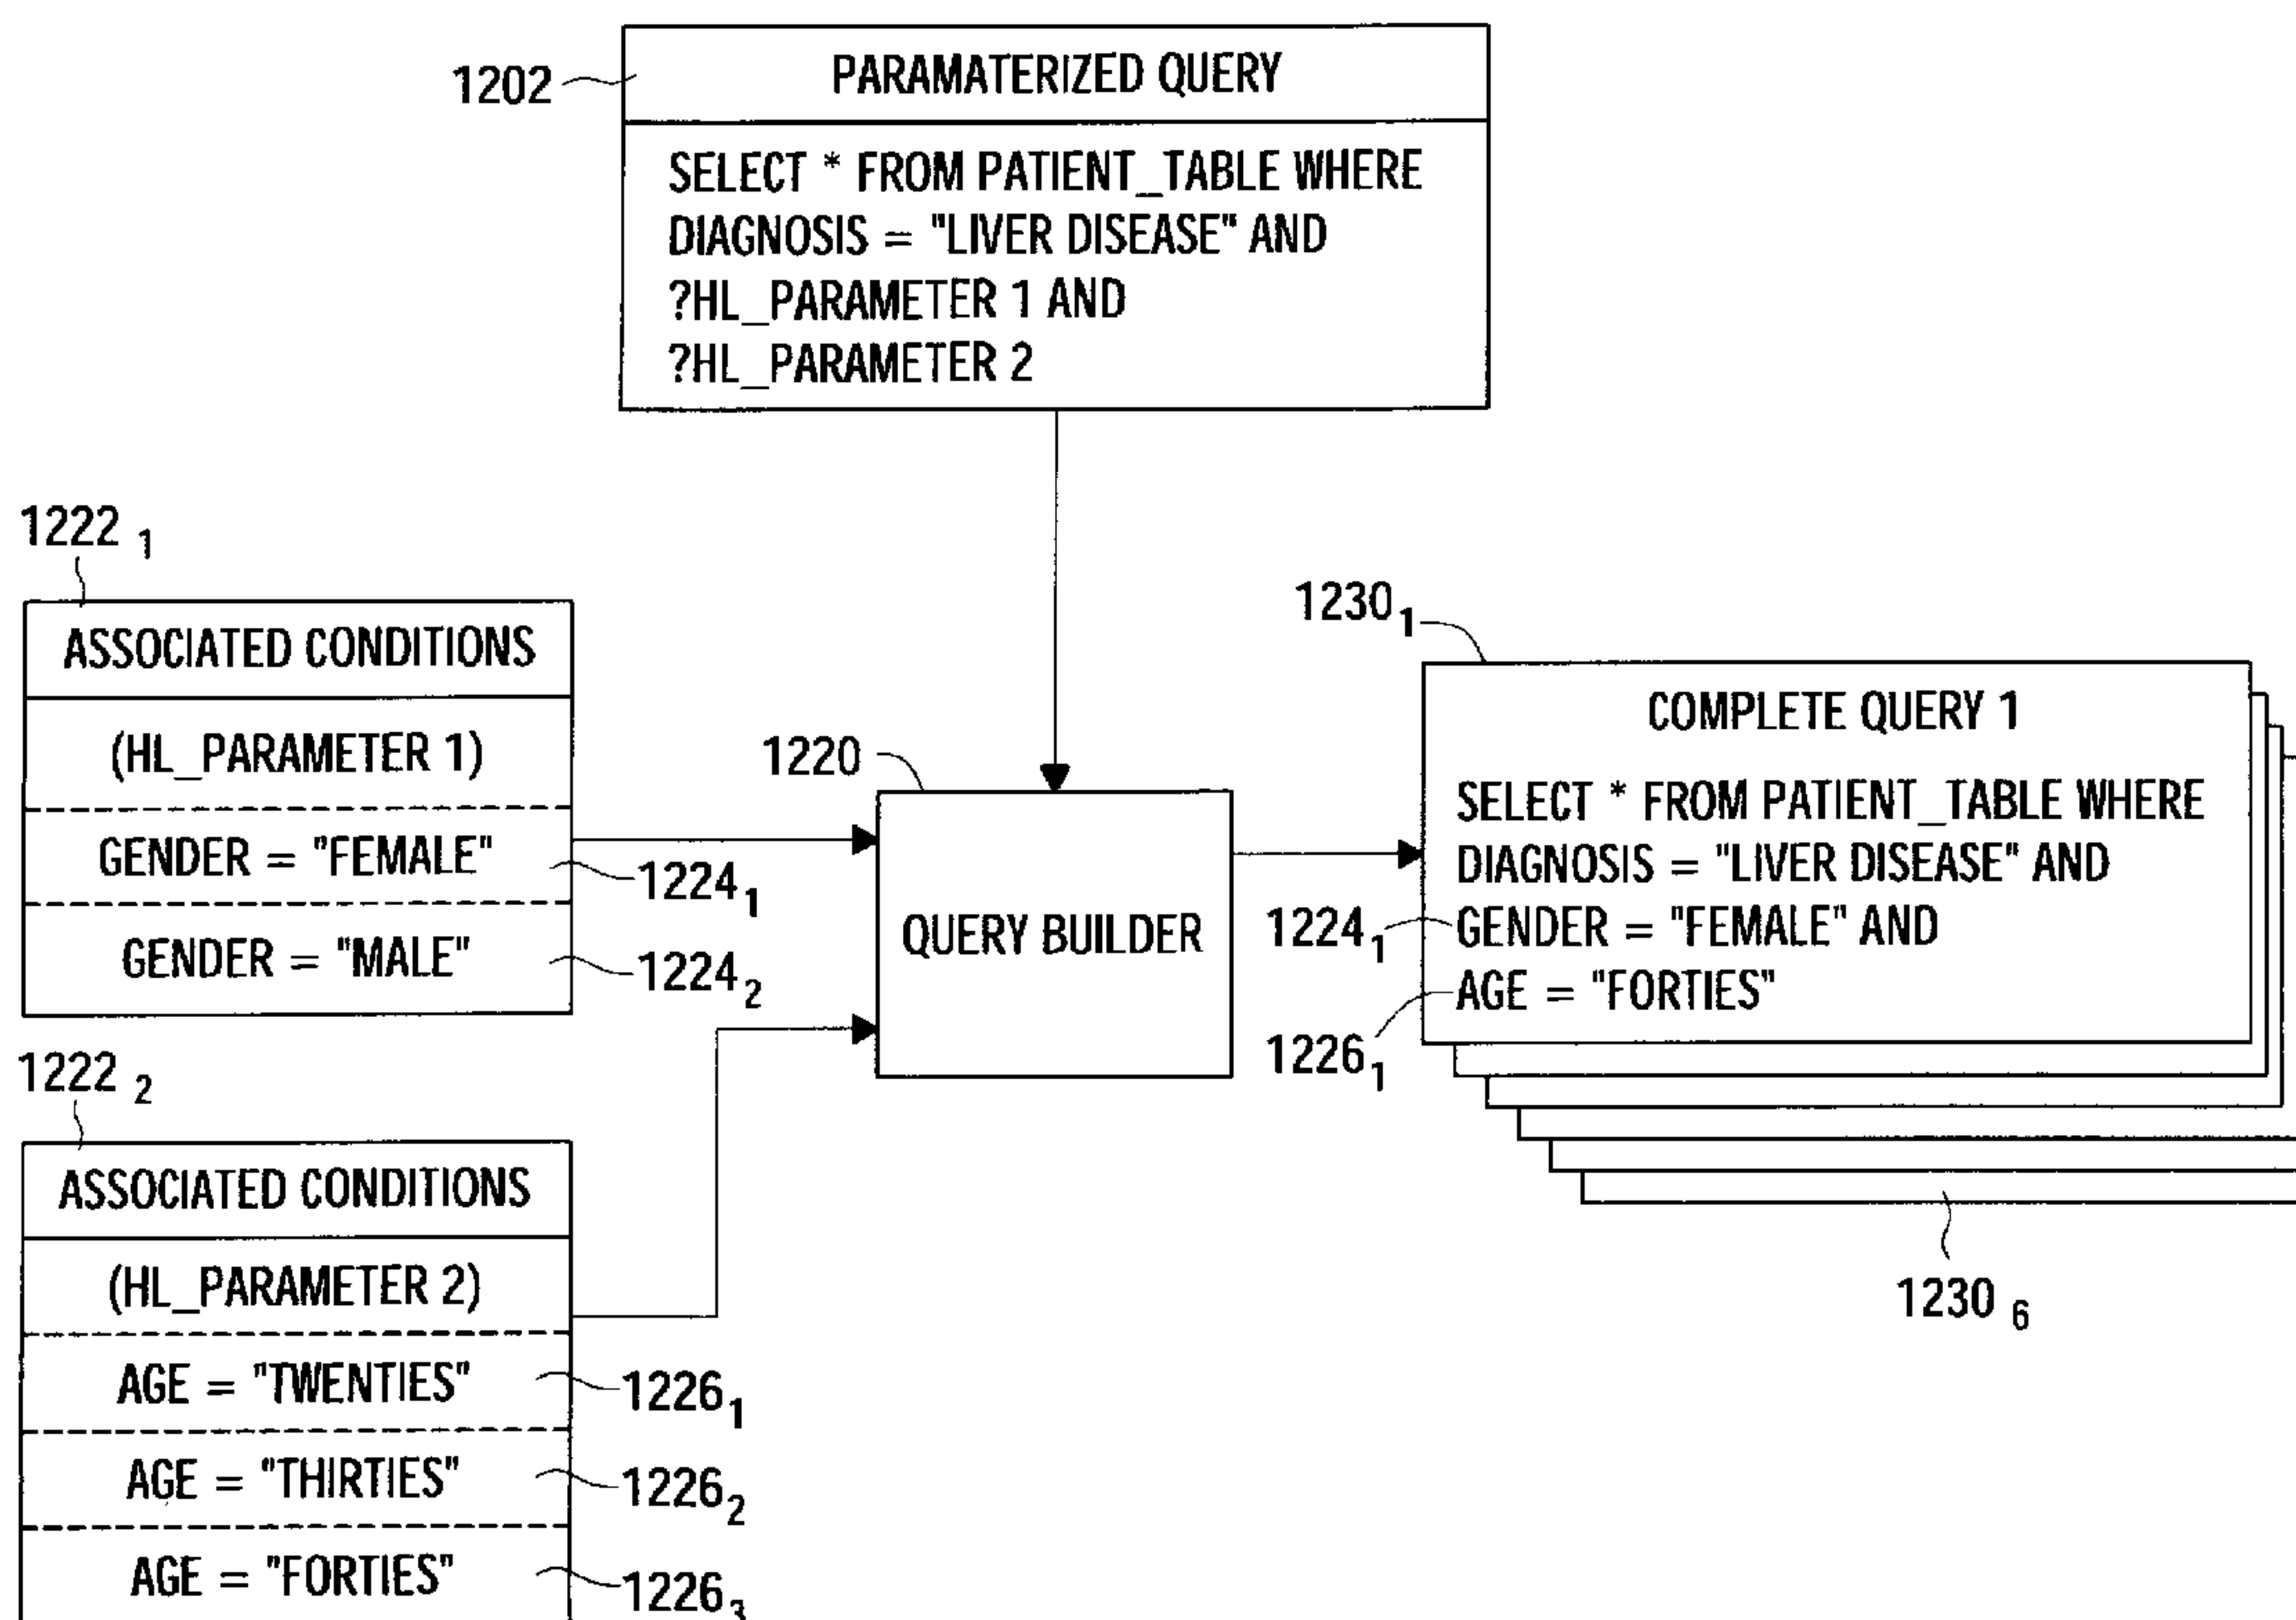 1202
PARAMATERIZED QUERY
SELECT * FROM PATIENT_TABLE WHERE
DIAGNOSIS = "LIVER DISEASE" AND
?HL_PARAMETER 1 AND
?HL_PARAMETER 2
1222 1
ASSOCIATED CONDITIONS
(HL_PARAMETER 1)
GENDER = "FEMALE"
1224 1
GENDER = "MALE"
1224 2
1222 2
ASSOCIATED CONDITIONS
(HL_PARAMETER 2)
AGE = "TWENTIES"
1226 1
AGE = "THIRTIES"
1226 2
AGE = "FORTIES"
1226 3
1220
QUERY BUILDER
1230 1
COMPLETE QUERY 1
SELECT * FROM PATIENT_TABLE WHERE
DIAGNOSIS = "LIVER DISEASE" AND
1224 1
GENDER = "FEMALE" AND
AGE = "FORTIES"
1226 1
1230 6